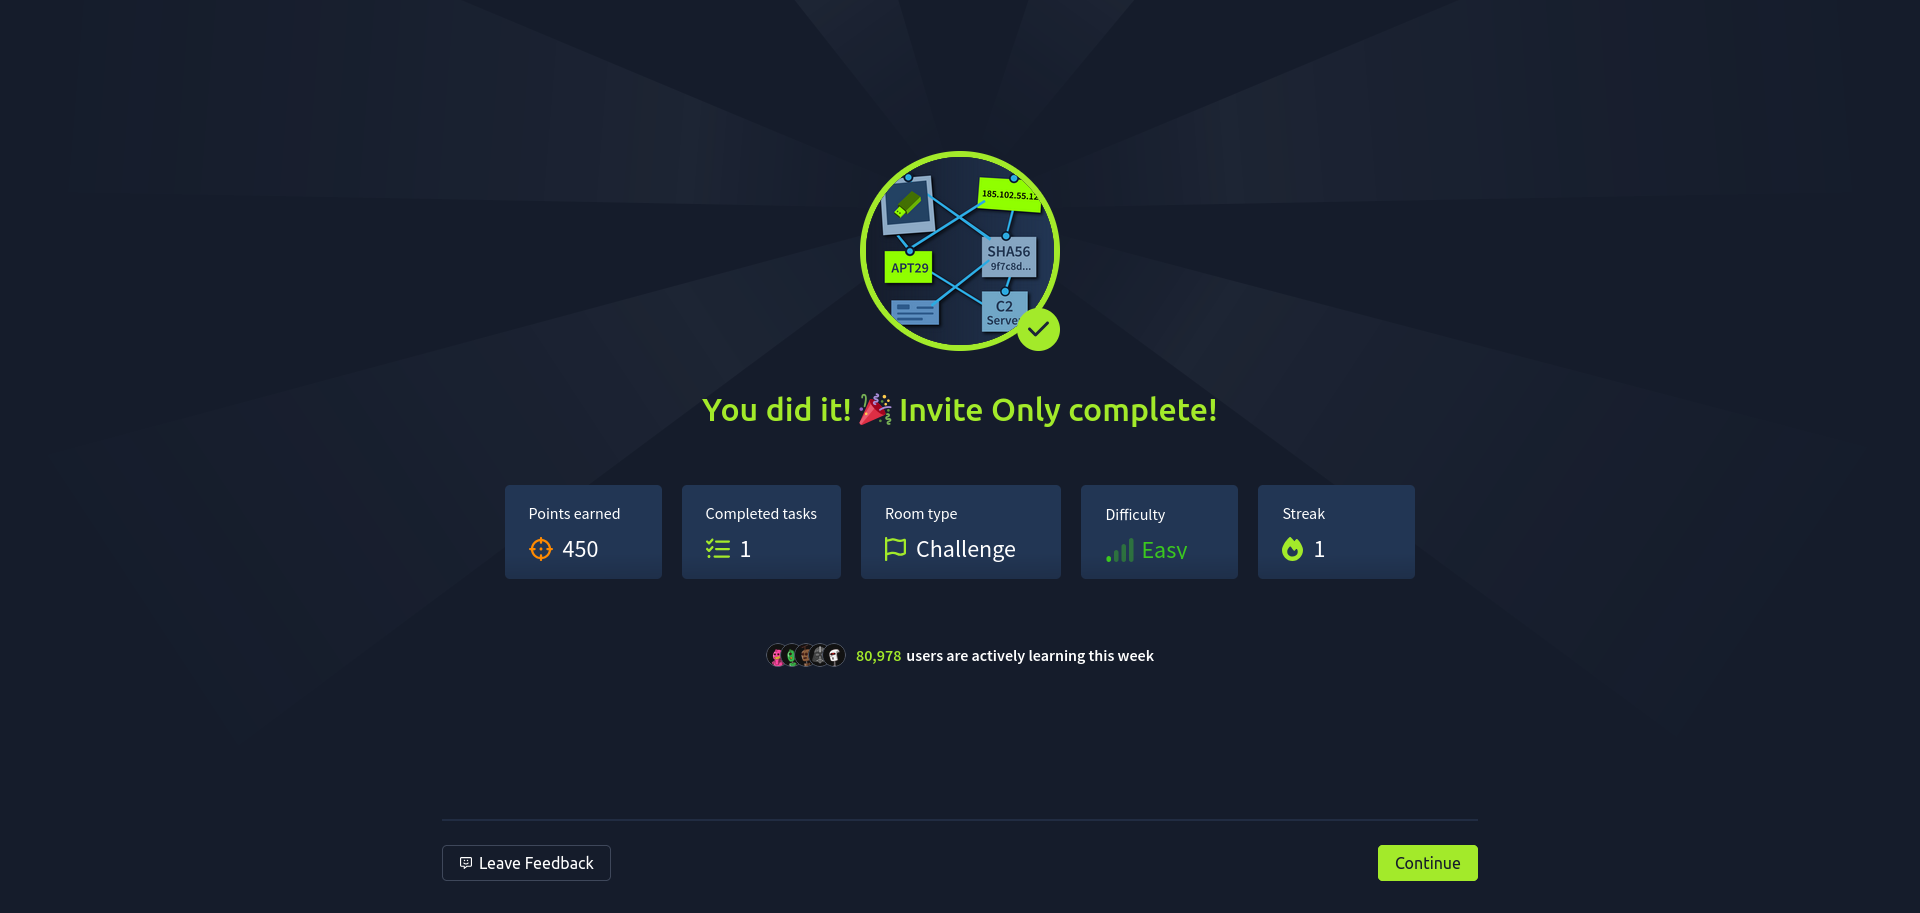 185.102.55.12
SHA56
9f7c8d...
APT29
C2
Serve
You did it! 🎉 Invite Only complete!
Points earned
450
Completed tasks
1
Room type
Challenge
Difficulty
Easy
Streak
1
80,978 users are actively learning this week
Leave Feedback
Continue